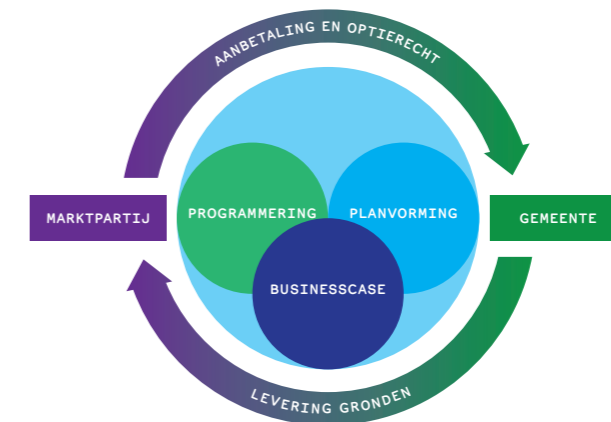 AANBETALING EN OPTIERECHT
MARKTPARTIJ
PROGRAMMERING
PLANVORMING
GEMEENTE
BUSINESSCASE
LEVERING GRONDEN